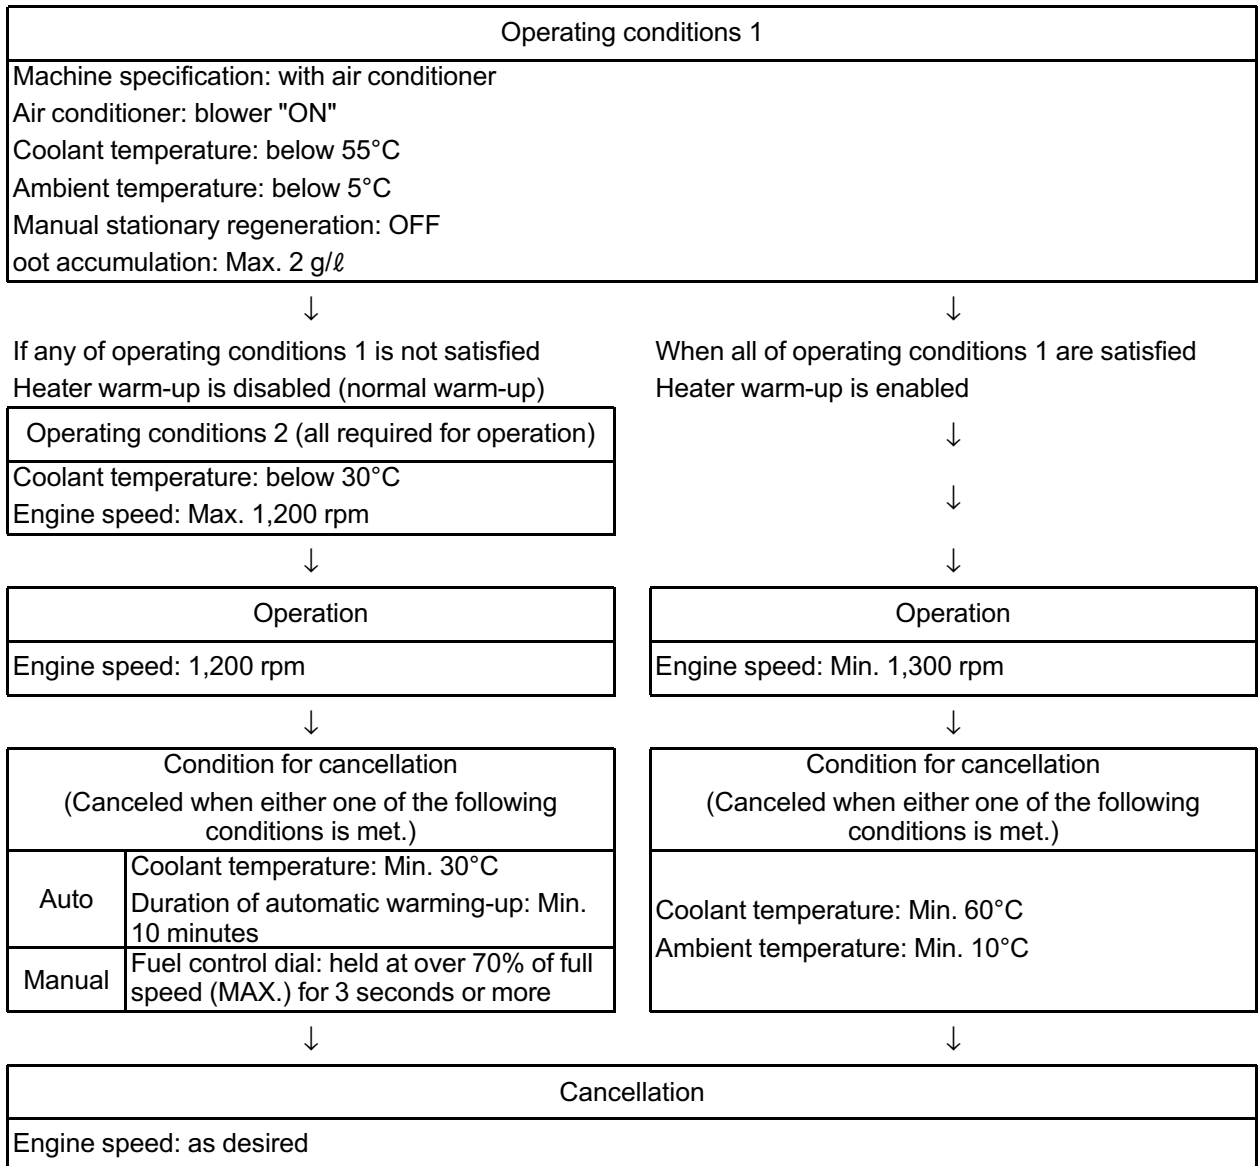 Operating conditions 1
Machine specification: with air conditioner
Air conditioner: blower "ON"
Coolant temperature: below 55°C
Ambient temperature: below 5°C
Manual stationary regeneration: OFF
oot accumulation: Max. 2 g/ℓ
↓ ↓
If any of operating conditions 1 is not satisfied
Heater warm-up is disabled (normal warm-up)
When all of operating conditions 1 are satisfied
Heater warm-up is enabled
Operating conditions 2 (all required for operation)
Coolant temperature: below 30°C
Engine speed: Max. 1,200 rpm
↓
↓
↓ ↓
Operation
Engine speed: 1,200 rpm
Operation
Engine speed: Min. 1,300 rpm
↓ ↓
Condition for cancellation
(Canceled when either one of the following
conditions is met.)
Auto
Coolant temperature: Min. 30°C
Duration of automatic warming-up: Min.
10 minutes
Manual
Fuel control dial: held at over 70% of full
speed (MAX.) for 3 seconds or more
Condition for cancellation
(Canceled when either one of the following
conditions is met.)
Coolant temperature: Min. 60°C
Ambient temperature: Min. 10°C
↓ ↓
Cancellation
Engine speed: as desired